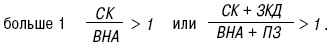 больше 1 СК / ВНА > 1 или СК + ЗКД / ВНА + ПЗ > 1.